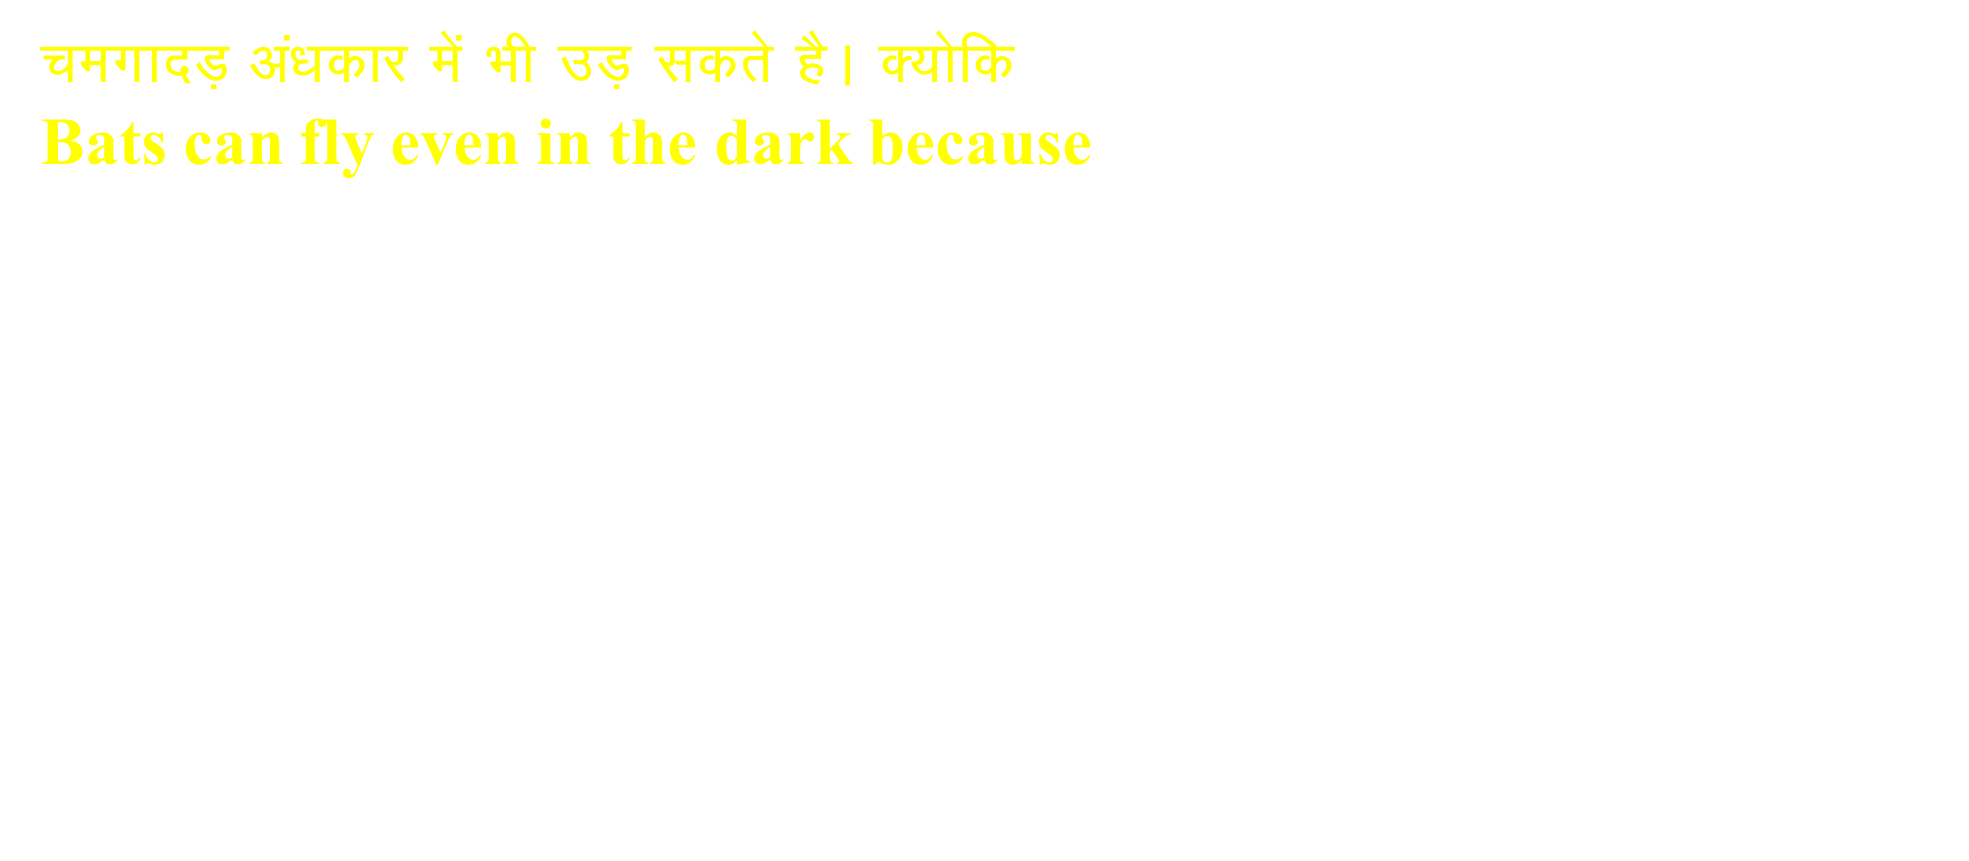 चमगादड़ अंधकार में भी उड़ सकते है। क्योकि
Bats can fly even in the dark because